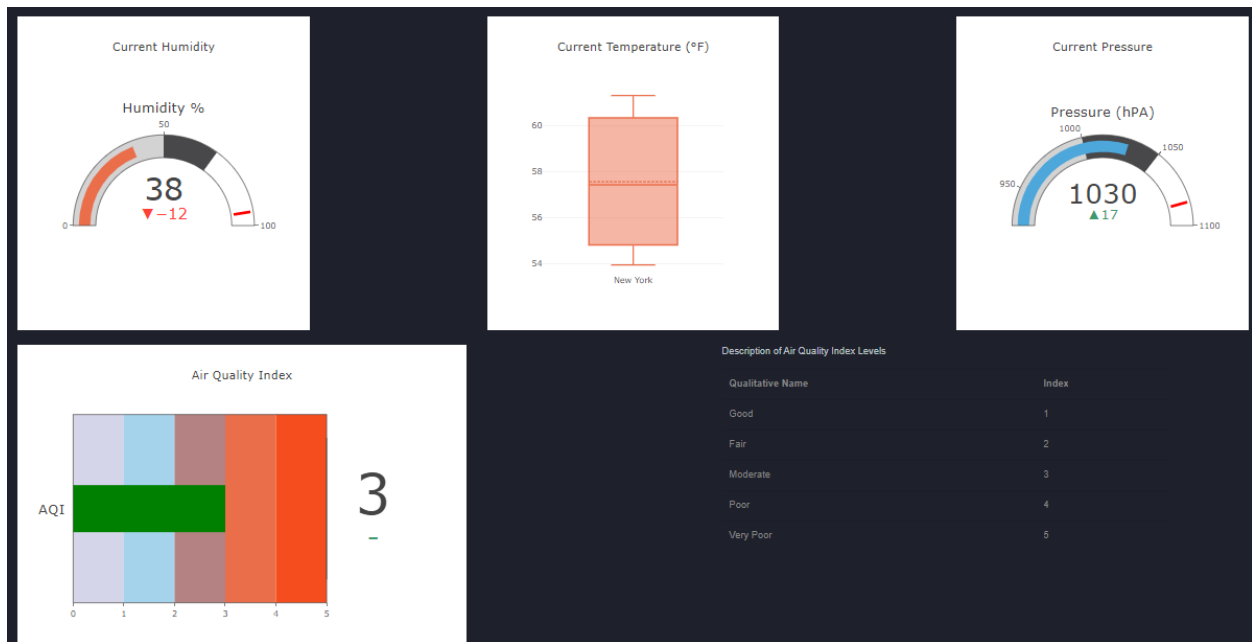 Current Humidity
Humidity %
50
38
▼−12
0
100
Current Temperature (°F)
60
58
56
54
New York
Current Pressure
Pressure (hPA)
1000
1050
950
1030
▲17
1100
Air Quality Index
AQI
3
–
0 1 2 3 4 5
Description of Air Quality Index Levels
Qualitative Name Index
Good 1
Fair 2
Moderate 3
Poor 4
Very Poor 5